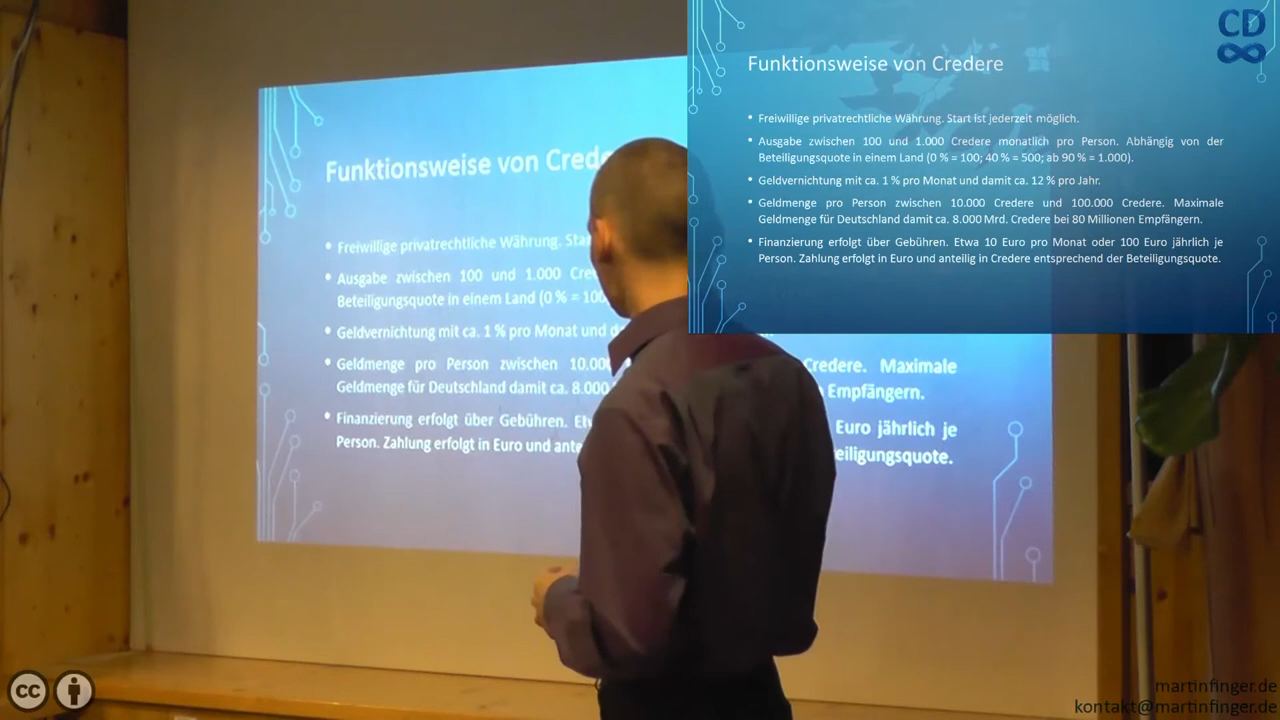 Funktionsweise von Cred
Freiwillige privatrechtliche Währung. Sta
Ausgabe zwischen 100 und 1.000 Cre
Beteiligungsquote in einem Land (0 % = 100
Geldvernichtung mit ca. 1 % pro Monat und d
Geldmenge pro Person zwischen 10.000 Credere. Maximale
Geldmenge für Deutschland damit ca. 8.000 Empfängern.
Finanzierung erfolgt über Gebühren. Et Euro jährlich je
Person. Zahlung erfolgt in Euro und ante eiligungsquote.
CD
Funktionsweise von Credere
• Freiwillige privatrechtliche Währung. Start ist jederzeit möglich.
• Ausgabe zwischen 100 und 1.000 Credere monatlich pro Person. Abhängig von der
Beteiligungsquote in einem Land (0 % = 100; 40 % = 500; ab 90 % = 1.000).
• Geldvernichtung mit ca. 1 % pro Monat und damit ca. 12 % pro Jahr.
• Geldmenge pro Person zwischen 10.000 Credere und 100.000 Credere. Maximale
Geldmenge für Deutschland damit ca. 8.000 Mrd. Credere bei 80 Millionen Empfängern.
• Finanzierung erfolgt über Gebühren. Etwa 10 Euro pro Monat oder 100 Euro jährlich je
Person. Zahlung erfolgt in Euro und anteilig in Credere entsprechend der Beteiligungsquote.
cc
martinfinger.de
kontakt@martinfinger.de